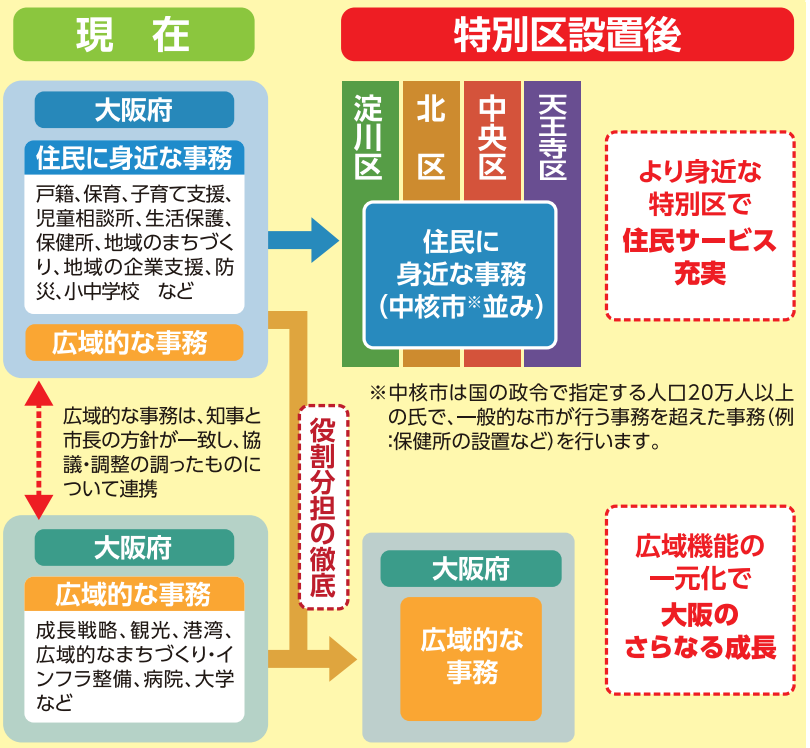 現 在
大阪府
住民に身近な事務
戸籍、保育、子育て支援、
児童相談所、生活保護、
保健所、地域のまちづく
り、地域の企業支援、防
災、小中学校 など
広域的な事務
広域的な事務は、知事と
市長の方針が一致し、協
議・調整の調ったものに
ついて連携
大阪府
広域的な事務
成長戦略、観光、港湾、
広域的なまちづくり・イ
ンフラ整備、病院、大学
など
役割分担の徹底
特別区設置後
淀川区
北区
中央区
天王寺区
住民に
身近な事務
(中核市※並み)
より身近な
特別区で
住民サービス
充実
※中核市は国の政令で指定する人口20万人以上
の氏で、一般的な市が行う事務を超えた事務(例
:保健所の設置など)を行います。
大阪府
広域的な
事務
広域機能の
一元化で
大阪の
さらなる成長